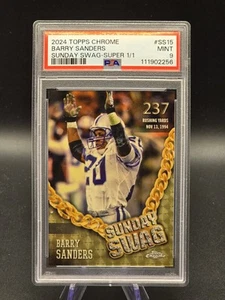 2024 TOPPS CHROME #SS15
BARRY SANDERS MINT
SUNDAY SWAG-SUPER 1/1 9
PSA 111902256
237
RUSHING YARDS
NOV 13, 1994
20
SUNDAY
SWAG
BARRY
SANDERS
Chrome